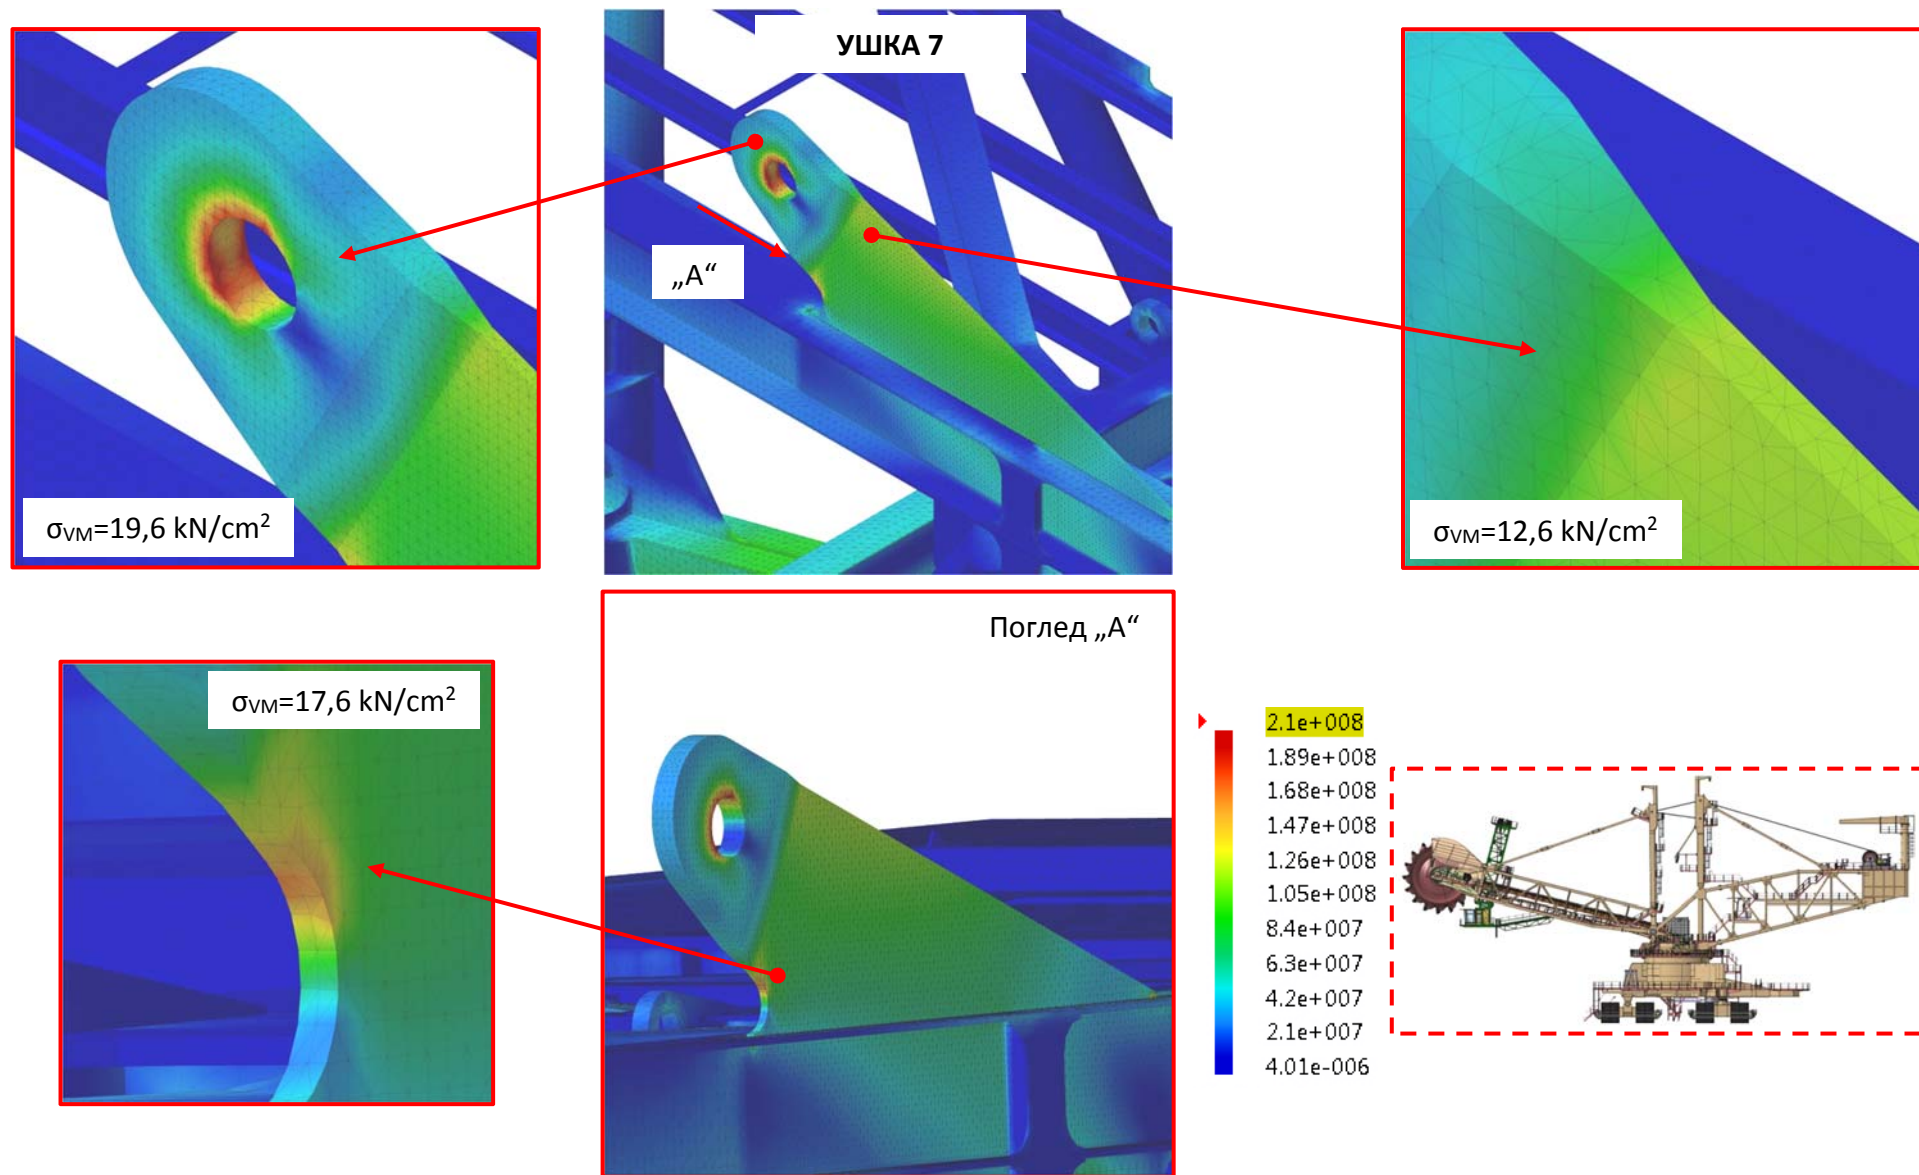 УШКА 7
„А“
σVM=19,6 kN/cm²
σVM=12,6 kN/cm²
Поглед „А“
σVM=17,6 kN/cm²
2.1e+008
1.89e+008
1.68e+008
1.47e+008
1.26e+008
1.05e+008
8.4e+007
6.3e+007
4.2e+007
2.1e+007
4.01e-006